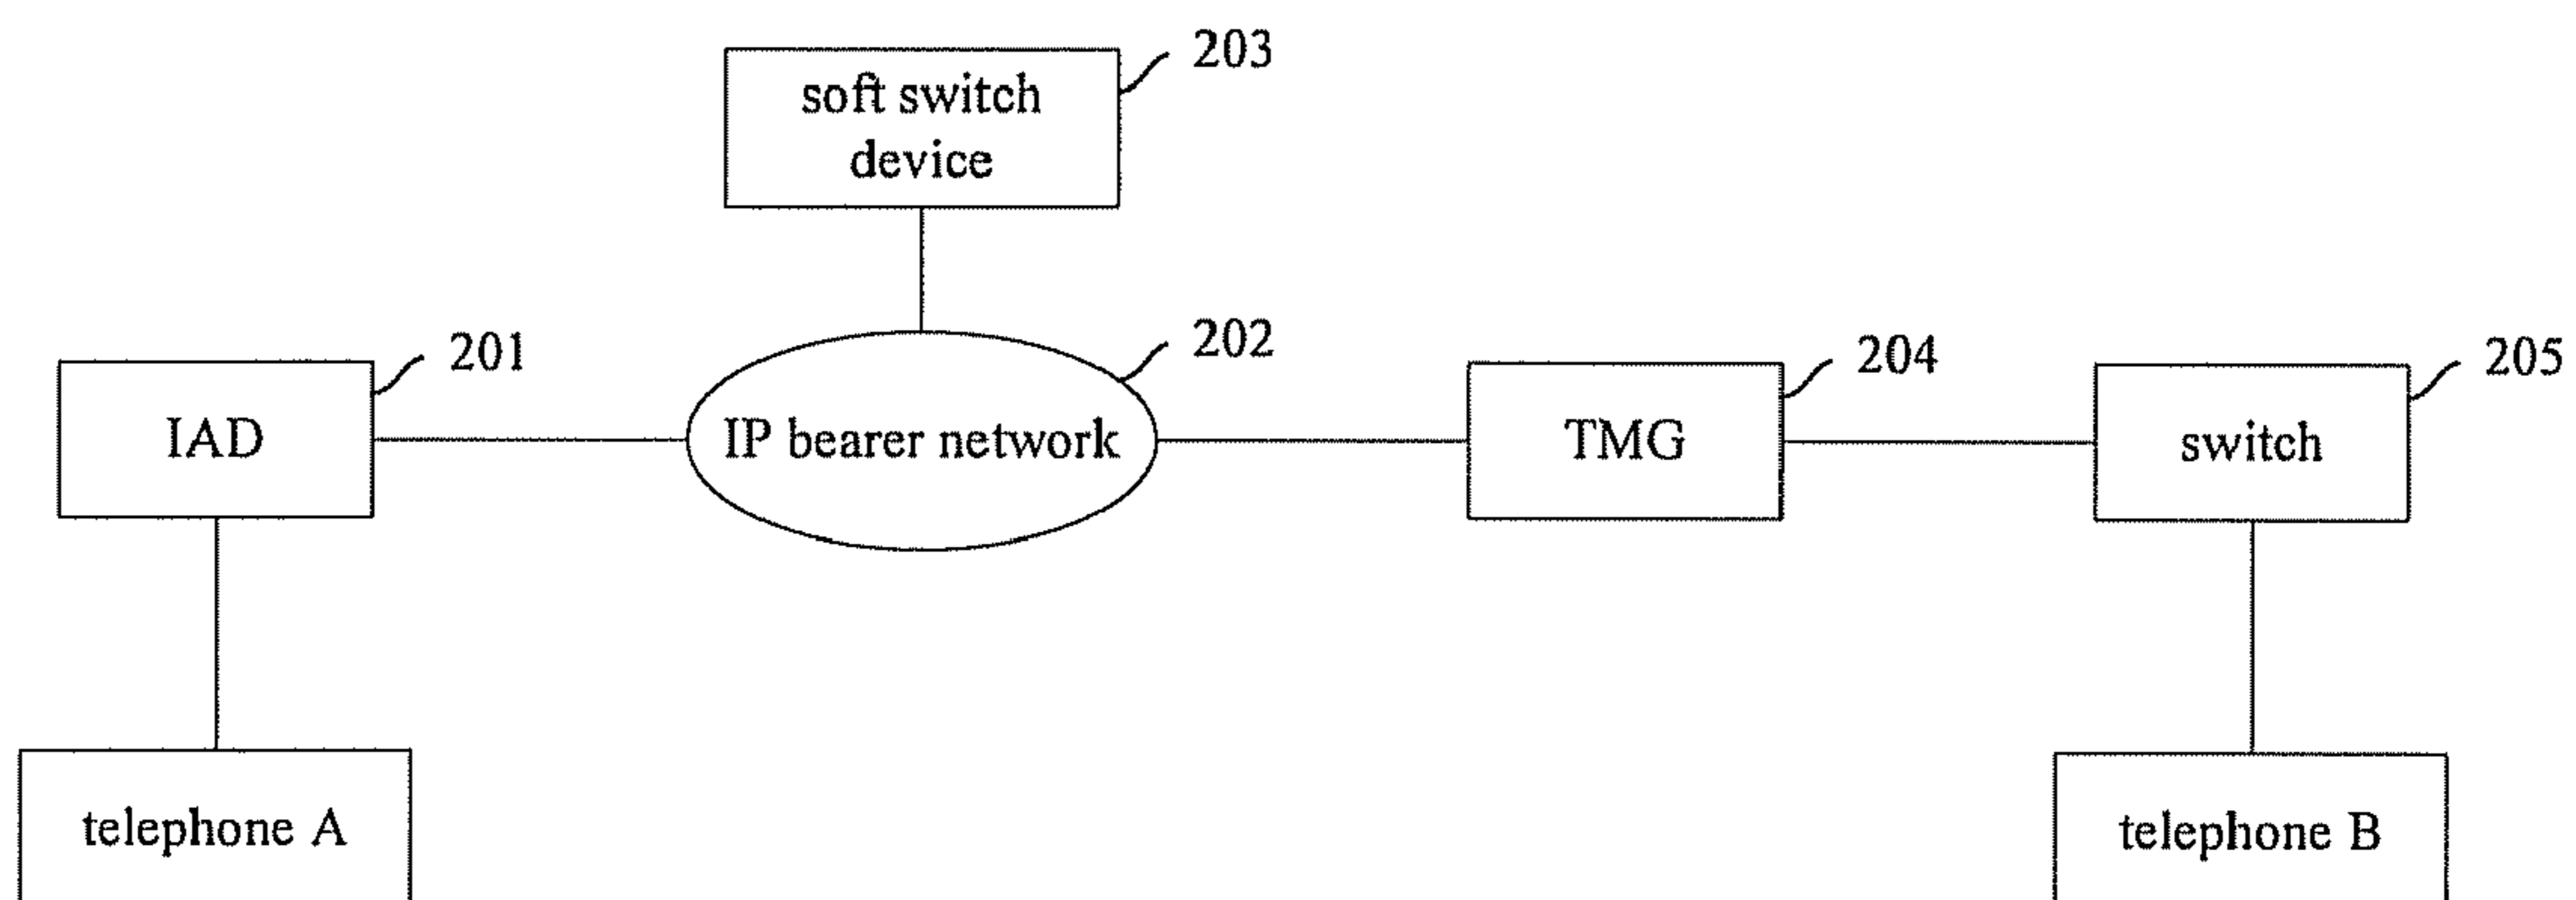 203
soft switch
device
201
202
204
205
IAD
IP bearer network
TMG
switch
telephone A
telephone B